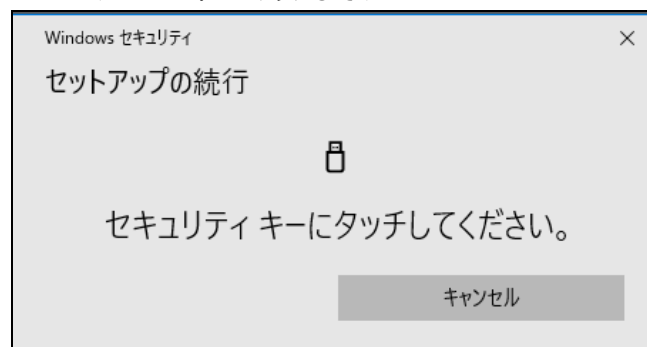 Windows セキュリティ
セットアップの続行
セキュリティ キーにタッチしてください。
キャンセル